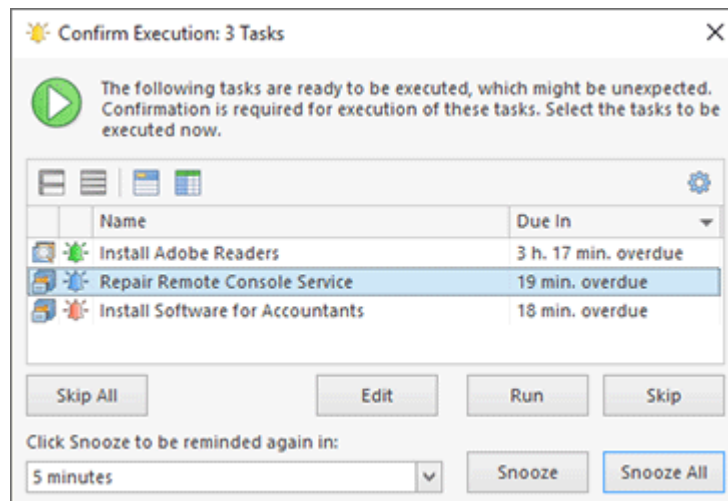 Confirm Execution: 3 Tasks
The following tasks are ready to be executed, which might be unexpected.
Confirmation is required for execution of these tasks. Select the tasks to be
executed now.
Name Due In
Install Adobe Readers 3 h. 17 min. overdue
Repair Remote Console Service 19 min. overdue
Install Software for Accountants 18 min. overdue
Skip All Edit Run Skip
Click Snooze to be reminded again in:
5 minutes Snooze Snooze All